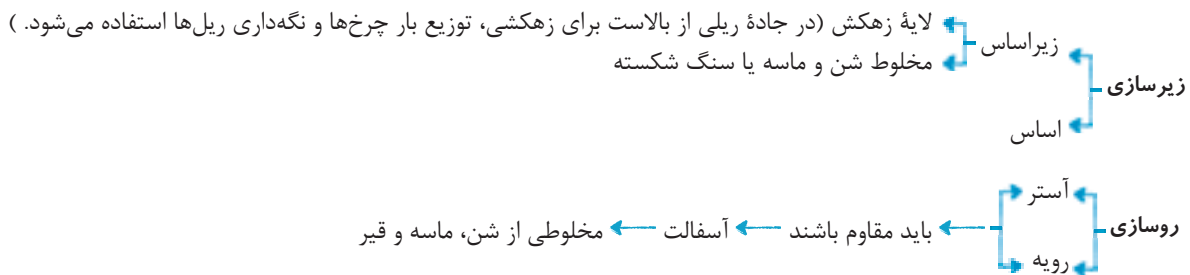 زیرسازی
زیراساس
لایهٔ زهکش (در جادهٔ ریلی از بالاست برای زهکشی، توزیع بار چرخ‌ها و نگه‌داری ریل‌ها استفاده می‌شود. )
مخلوط شن و ماسه یا سنگ شکسته
اساس
روسازی
آستر
رویه
باید مقاوم باشند
آسفالت
مخلوطی از شن، ماسه و قیر